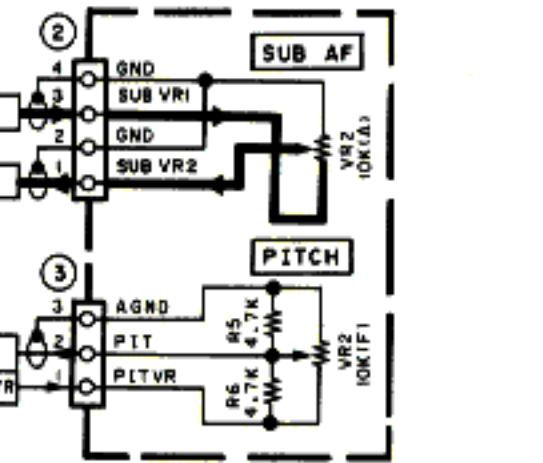 2
SUB AF
4
GND
3
SUB VR1
2
GND
1
SUB VR2
VR2
10K(A)
3
PITCH
3
AGND
2
PIT
1
PITVR
R5
4.7K
R6
4.7K
VR2
10K(F)